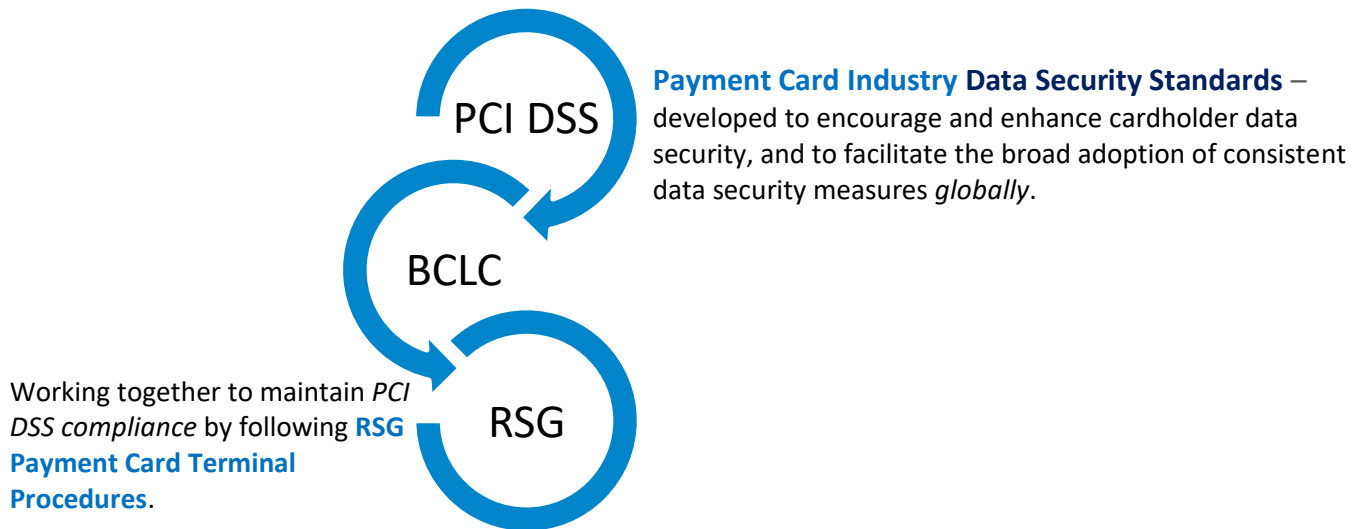 PCI DSS
Payment Card Industry Data Security Standards –
developed to encourage and enhance cardholder data
security, and to facilitate the broad adoption of consistent
data security measures globally.
BCLC
Working together to maintain PCI
DSS compliance by following RSG
Payment Card Terminal
Procedures.
RSG